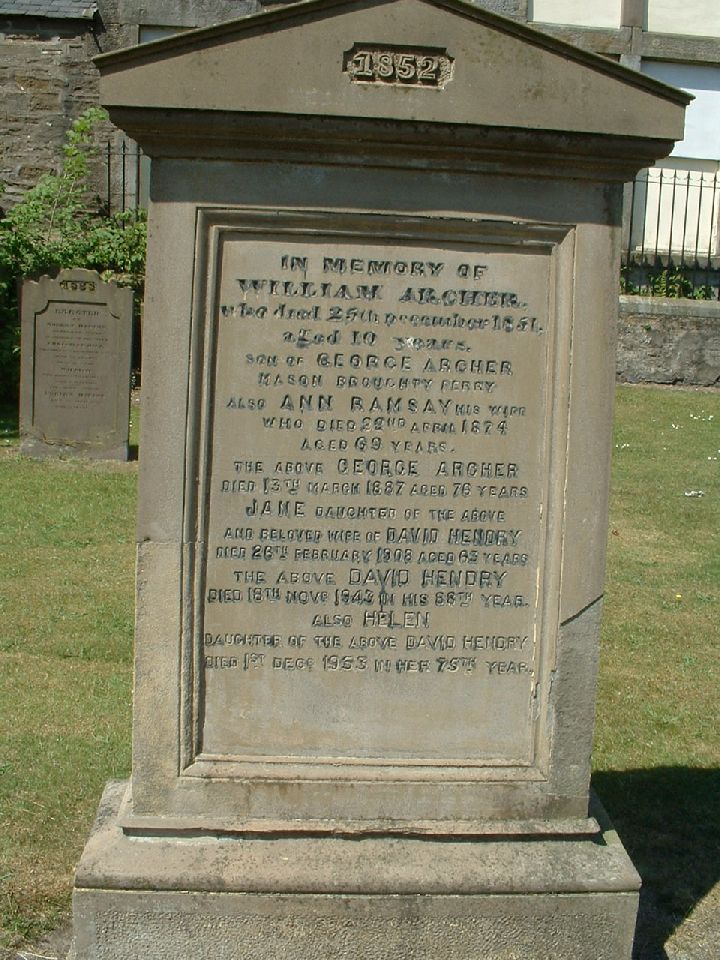 1852
IN MEMORY OF
WILLIAM ARCHER.
who died 25th December 1851.
aged 10 years.
SON OF GEORGE ARCHER
MASON BROUGHTY FERRY
ALSO ANN RAMSAY HIS WIFE
WHO DIED 22ND APRIL 1874
AGED 69 YEARS.
THE ABOVE GEORGE ARCHER
DIED 13TH MARCH 1887 AGED 76 YEARS
JANE DAUGHTER OF THE ABOVE
AND BELOVED WIFE OF DAVID HENDRY
DIED 26TH FEBRUARY 1908 AGED 63 YEARS
THE ABOVE DAVID HENDRY
DIED 18TH NOVR 1943 IN HIS 98TH YEAR.
ALSO HELEN
DAUGHTER OF THE ABOVE DAVID HENDRY
DIED 1ST DECR 1953 IN HER 75TH YEAR.
ERECTED